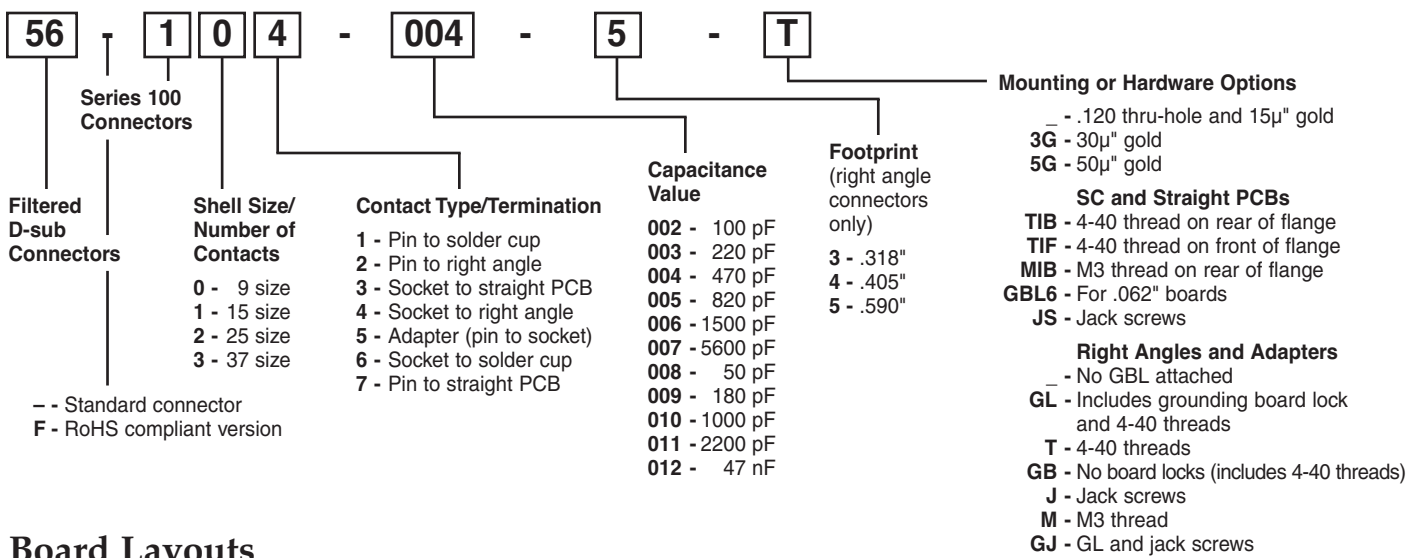 56 - 1 0 4 - 004 - 5 - T
Filtered
D-sub
Connectors
Series 100
Connectors
– - Standard connector
F - RoHS compliant version
Shell Size/
Number of
Contacts
0 - 9 size
1 - 15 size
2 - 25 size
3 - 37 size
Contact Type/Termination
1 - Pin to solder cup
2 - Pin to right angle
3 - Socket to straight PCB
4 - Socket to right angle
5 - Adapter (pin to socket)
6 - Socket to solder cup
7 - Pin to straight PCB
Capacitance
Value
002 - 100 pF
003 - 220 pF
004 - 470 pF
005 - 820 pF
006 - 1500 pF
007 - 5600 pF
008 - 50 pF
009 - 180 pF
010 - 1000 pF
011 - 2200 pF
012 - 47 nF
Footprint
(right angle
connectors
only)
3 - .318"
4 - .405"
5 - .590"
Mounting or Hardware Options
_ - .120 thru-hole and 15µ" gold
3G - 30µ" gold
5G - 50µ" gold
SC and Straight PCBs
TIB - 4-40 thread on rear of flange
TIF - 4-40 thread on front of flange
MIB - M3 thread on rear of flange
GBL6 - For .062" boards
JS - Jack screws
Right Angles and Adapters
_ - No GBL attached
GL - Includes grounding board lock
and 4-40 threads
T - 4-40 threads
GB - No board locks (includes 4-40 threads)
J - Jack screws
M - M3 thread
GJ - GL and jack screws
Board Layouts